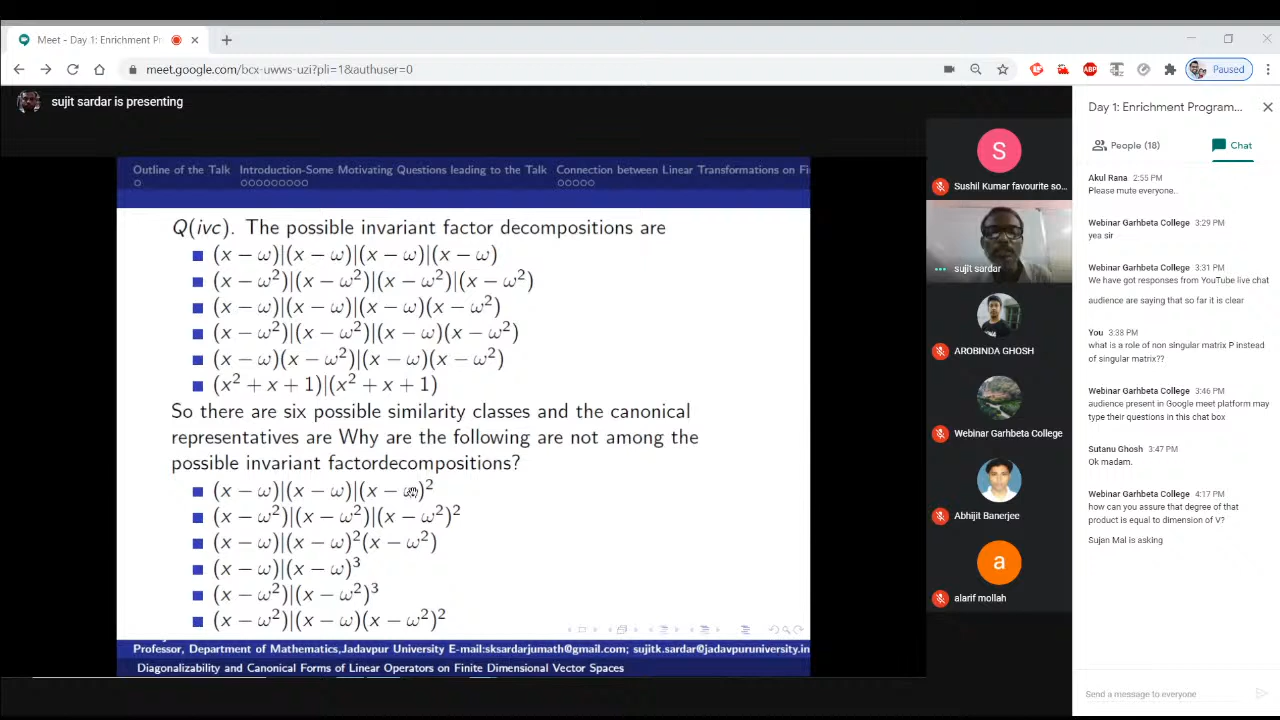 Meet - Day 1: Enrichment Pr
meet.google.com/bcx-uwws-uzi?pli=1&authuser=0
ABP
Paused
sujit sardar is presenting
Outline of the Talk Introduction-Some Motivating Questions leading to the Talk Connection between Linear Transformations on Fi
Q(ivc). The possible invariant factor decompositions are
(x − ω)|(x − ω)|(x − ω)|(x − ω)
(x − ω²)|(x − ω²)|(x − ω²)|(x − ω²)
(x − ω)|(x − ω)|(x − ω)(x − ω²)
(x − ω²)|(x − ω²)|(x − ω)(x − ω²)
(x − ω)(x − ω²)|(x − ω)(x − ω²)
(x² + x + 1)|(x² + x + 1)
So there are six possible similarity classes and the canonical
representatives are Why are the following are not among the
possible invariant factordecompositions?
(x − ω)|(x − ω)|(x − ω)²
(x − ω²)|(x − ω²)|(x − ω²)²
(x − ω)|(x − ω)²(x − ω²)
(x − ω)|(x − ω)³
(x − ω²)|(x − ω²)³
(x − ω²)|(x − ω)(x − ω²)²
Professor, Department of Mathematics,Jadavpur University E-mail:sksardarjumath@gmail.com; sujitk.sardar@jadavpuruniversity.in
Diagonalizability and Canonical Forms of Linear Operators on Finite Dimensional Vector Spaces
S
Sushil Kumar favourite so...
sujit sardar
AROBINDA GHOSH
Webinar Garhbeta College
Abhijit Banerjee
a
alarif mollah
Day 1: Enrichment Program...
People (18)
Chat
Akul Rana 2:55 PM
Please mute everyone..
Webinar Garhbeta College 3:29 PM
yea sir
Webinar Garhbeta College 3:31 PM
We have got responses from YouTube live chat
audience are saying that so far it is clear
You 3:38 PM
what is a role of non singular matrix P instead
of singular matrix??
Webinar Garhbeta College 3:46 PM
audience present in Google meet platform may
type their questions in this chat box
Sutanu Ghosh 3:47 PM
Ok madam.
Webinar Garhbeta College 4:17 PM
how can you assure that degree of that
product is equal to dimension of V?
Sujan Mal is asking
Send a message to everyone